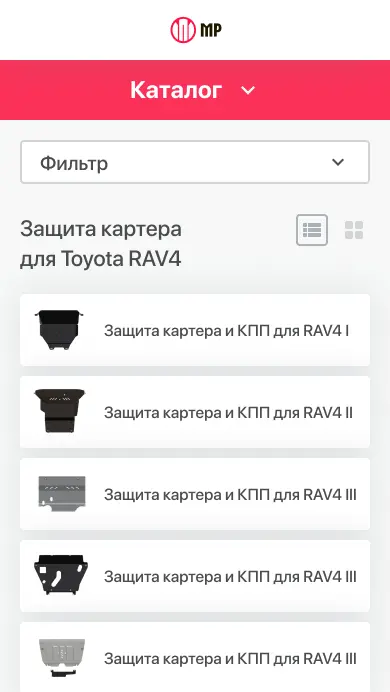 МР
Каталог
Фильтр
Защита картера
для Toyota RAV4
Защита картера и КПП для RAV4 I
Защита картера и КПП для RAV4 II
Защита картера и КПП для RAV4 III
Защита картера и КПП для RAV4 III
Защита картера и КПП для RAV4 III